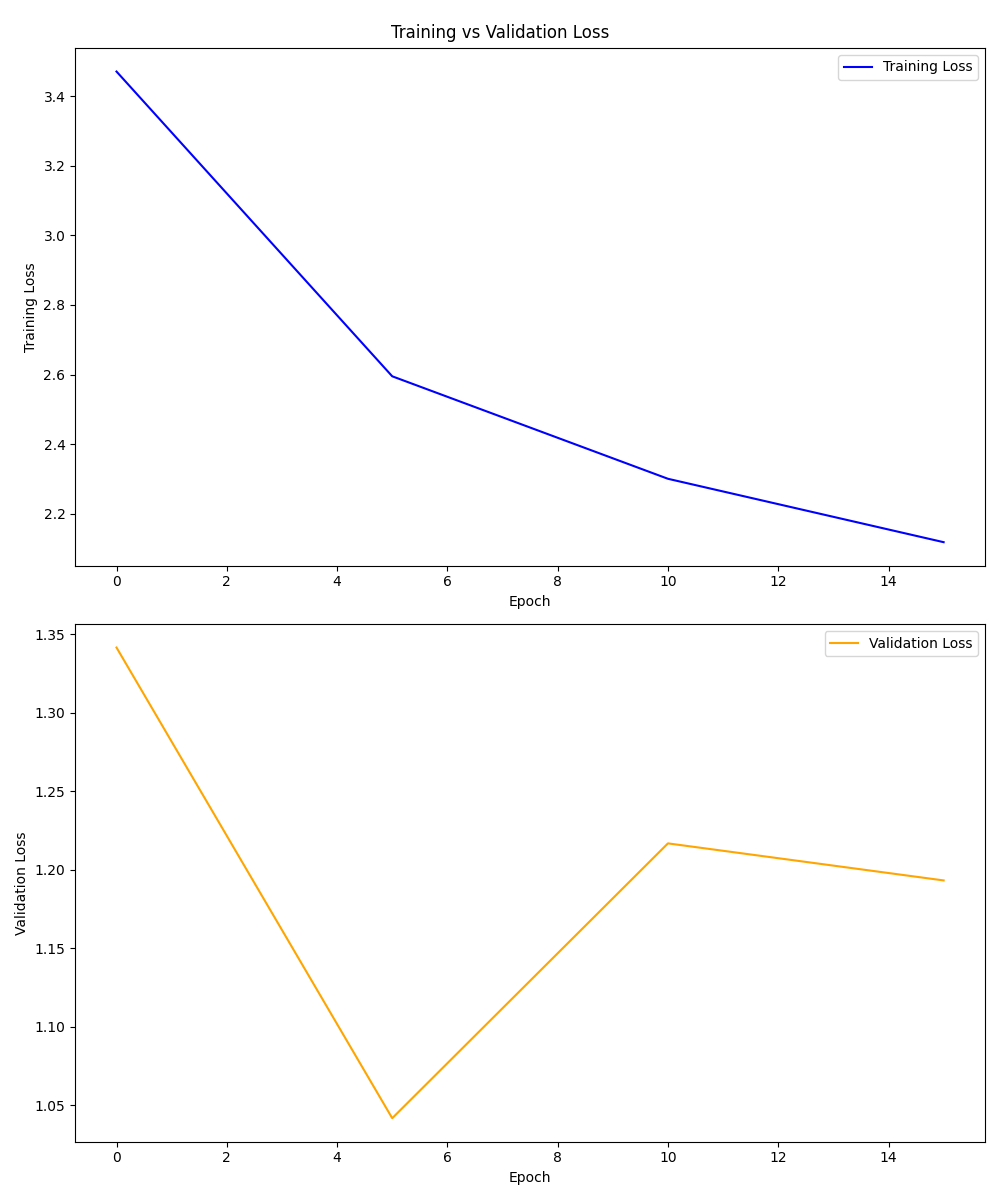 Training vs Validation Loss
Training Loss
3.4
3.2
3.0
2.8
2.6
2.4
2.2
Training Loss
0 2 4 6 8 10 12 14
Epoch
Validation Loss
1.35
1.30
1.25
1.20
1.15
1.10
1.05
Validation Loss
0 2 4 6 8 10 12 14
Epoch